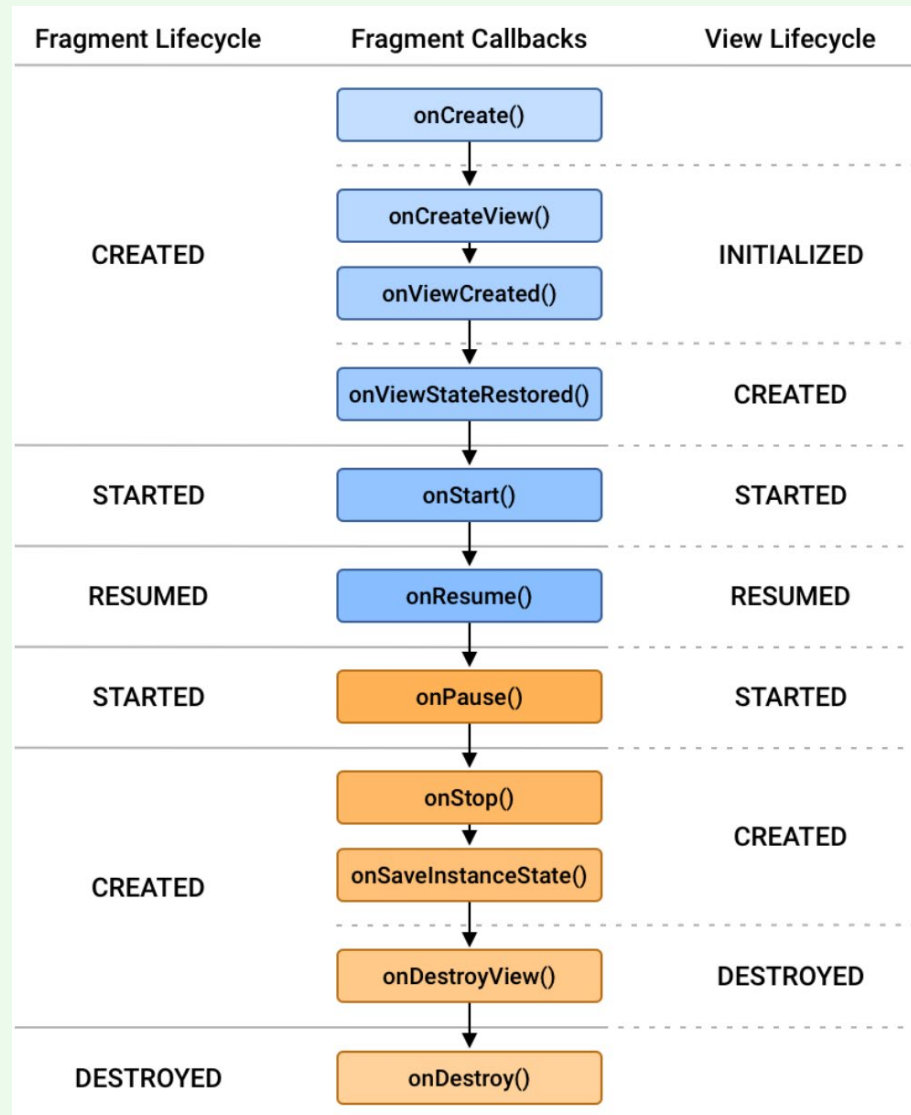 Fragment Lifecycle
Fragment Callbacks
View Lifecycle
onCreate()
onCreateView()
CREATED
INITIALIZED
onViewCreated()
onViewStateRestored()
CREATED
STARTED
onStart()
STARTED
RESUMED
onResume()
RESUMED
STARTED
onPause()
STARTED
onStop()
CREATED
onSaveInstanceState()
CREATED
onDestroyView()
DESTROYED
DESTROYED
onDestroy()